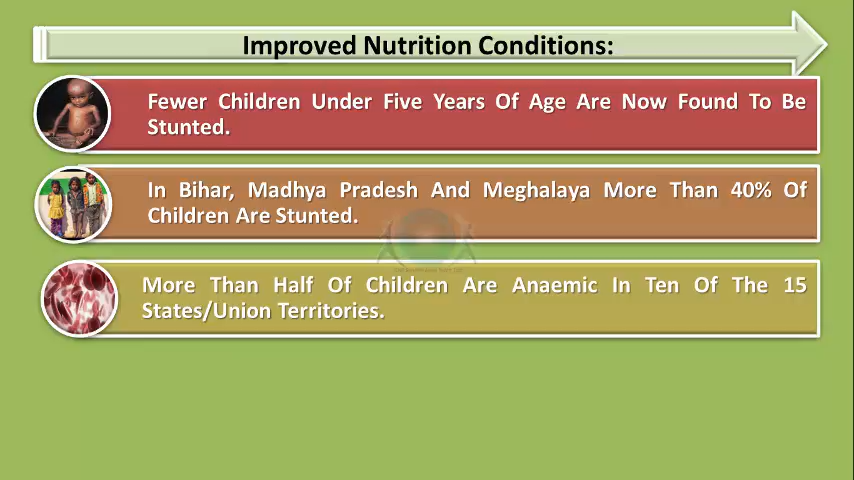 Improved Nutrition Conditions:
Fewer Children Under Five Years Of Age Are Now Found To Be
Stunted.
In Bihar, Madhya Pradesh And Meghalaya More Than 40% Of
Children Are Stunted.
More Than Half Of Children Are Anaemic In Ten Of The 15
States/Union Territories.